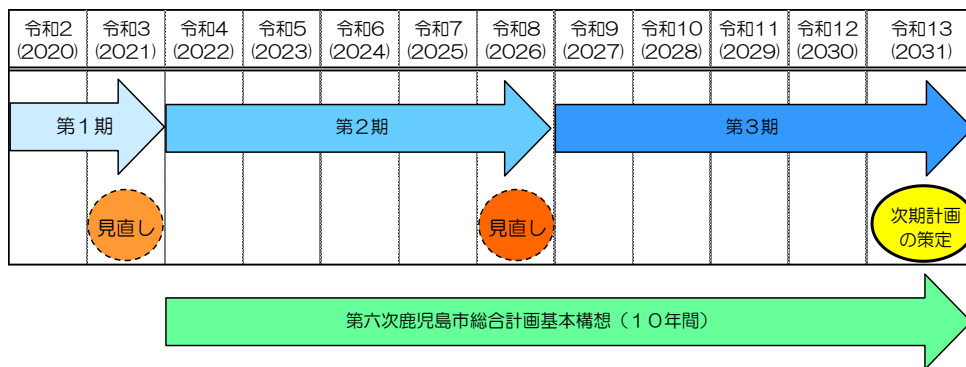 令和2 令和3 令和4 令和5 令和6 令和7 令和8 令和9 令和10 令和11 令和12 令和13
(2020) (2021) (2022) (2023) (2024) (2025) (2026) (2027) (2028) (2029) (2030) (2031)
第1期 第2期 第3期
見直し 見直し 次期計画
の策定
第六次鹿児島市総合計画基本構想（１０年間）